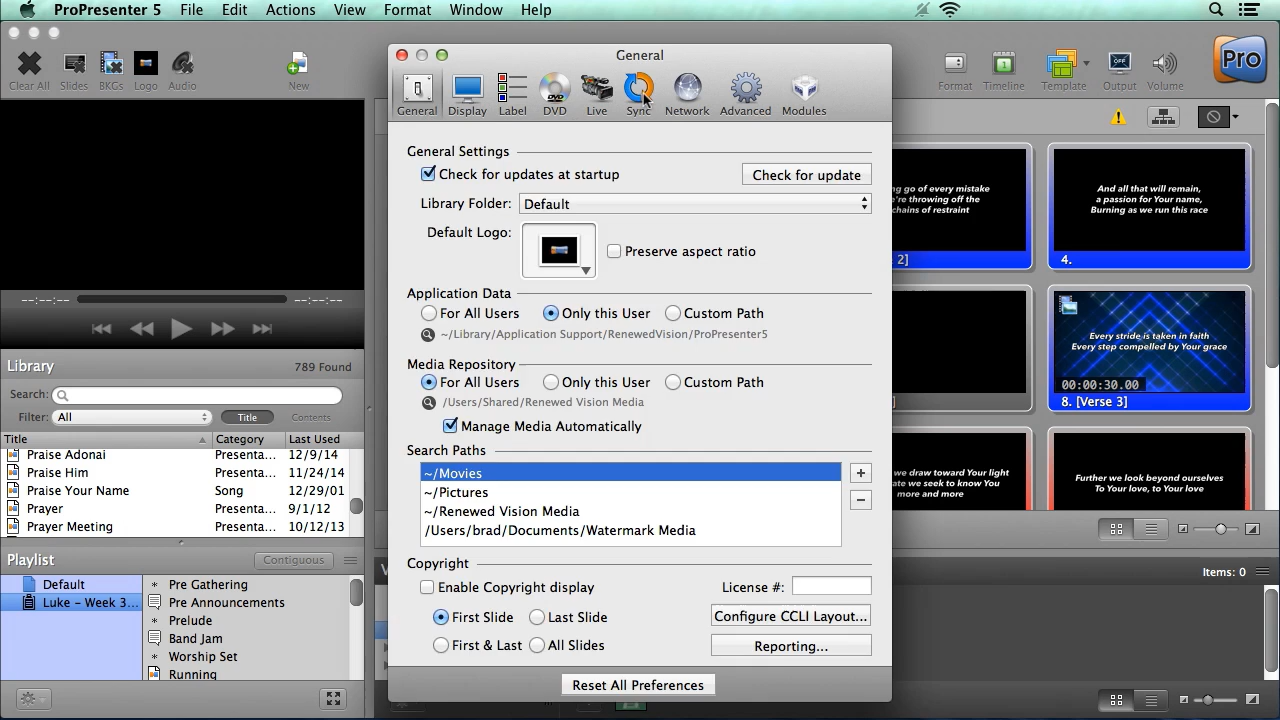 ProPresenter 5 File Edit Actions View Format Window Help
General
Clear All Slides BKGs Logo Audio New
General Display Label DVD Live Sync Network Advanced Modules
Format Timeline Template Output Volume
Pro
General Settings
Check for updates at startup Check for update
Library Folder: Default
Default Logo: Preserve aspect ratio
Application Data
For All Users Only this User Custom Path
~/Library/Application Support/RenewedVision/ProPresenter5
Media Repository
For All Users Only this User Custom Path
/Users/Shared/Renewed Vision Media
Manage Media Automatically
Search Paths
~/Movies
~/Pictures
~/Renewed Vision Media
/Users/brad/Documents/Watermark Media
Copyright
Enable Copyright display License #:
First Slide Last Slide Configure CCLI Layout...
First & Last All Slides Reporting...
Reset All Preferences
--:--:-- --:--:--
Library 789 Found
Search:
Filter: All Title Contents
Title Category Last Used
Praise Adonai Presenta... 12/9/14
Praise Him Presenta... 11/24/14
Praise Your Name Song 12/29/01
Prayer Presenta... 9/1/12
Prayer Meeting Presenta... 10/12/13
Playlist Contiguous
Default
Luke – Week 3...
Pre Gathering
Pre Announcements
Prelude
Band Jam
Worship Set
Running
go of every mistake
throwing off the
chains of restraint
2]
And all that will remain,
a passion for Your name,
Burning as we run this race
4.
Every stride is taken in faith
Every step compelled by Your grace
00:00:30.00
8. [Verse 3]
we draw toward Your light
we seek to know You
more and more
Further we look beyond ourselves
To Your love, to Your love
Items: 0